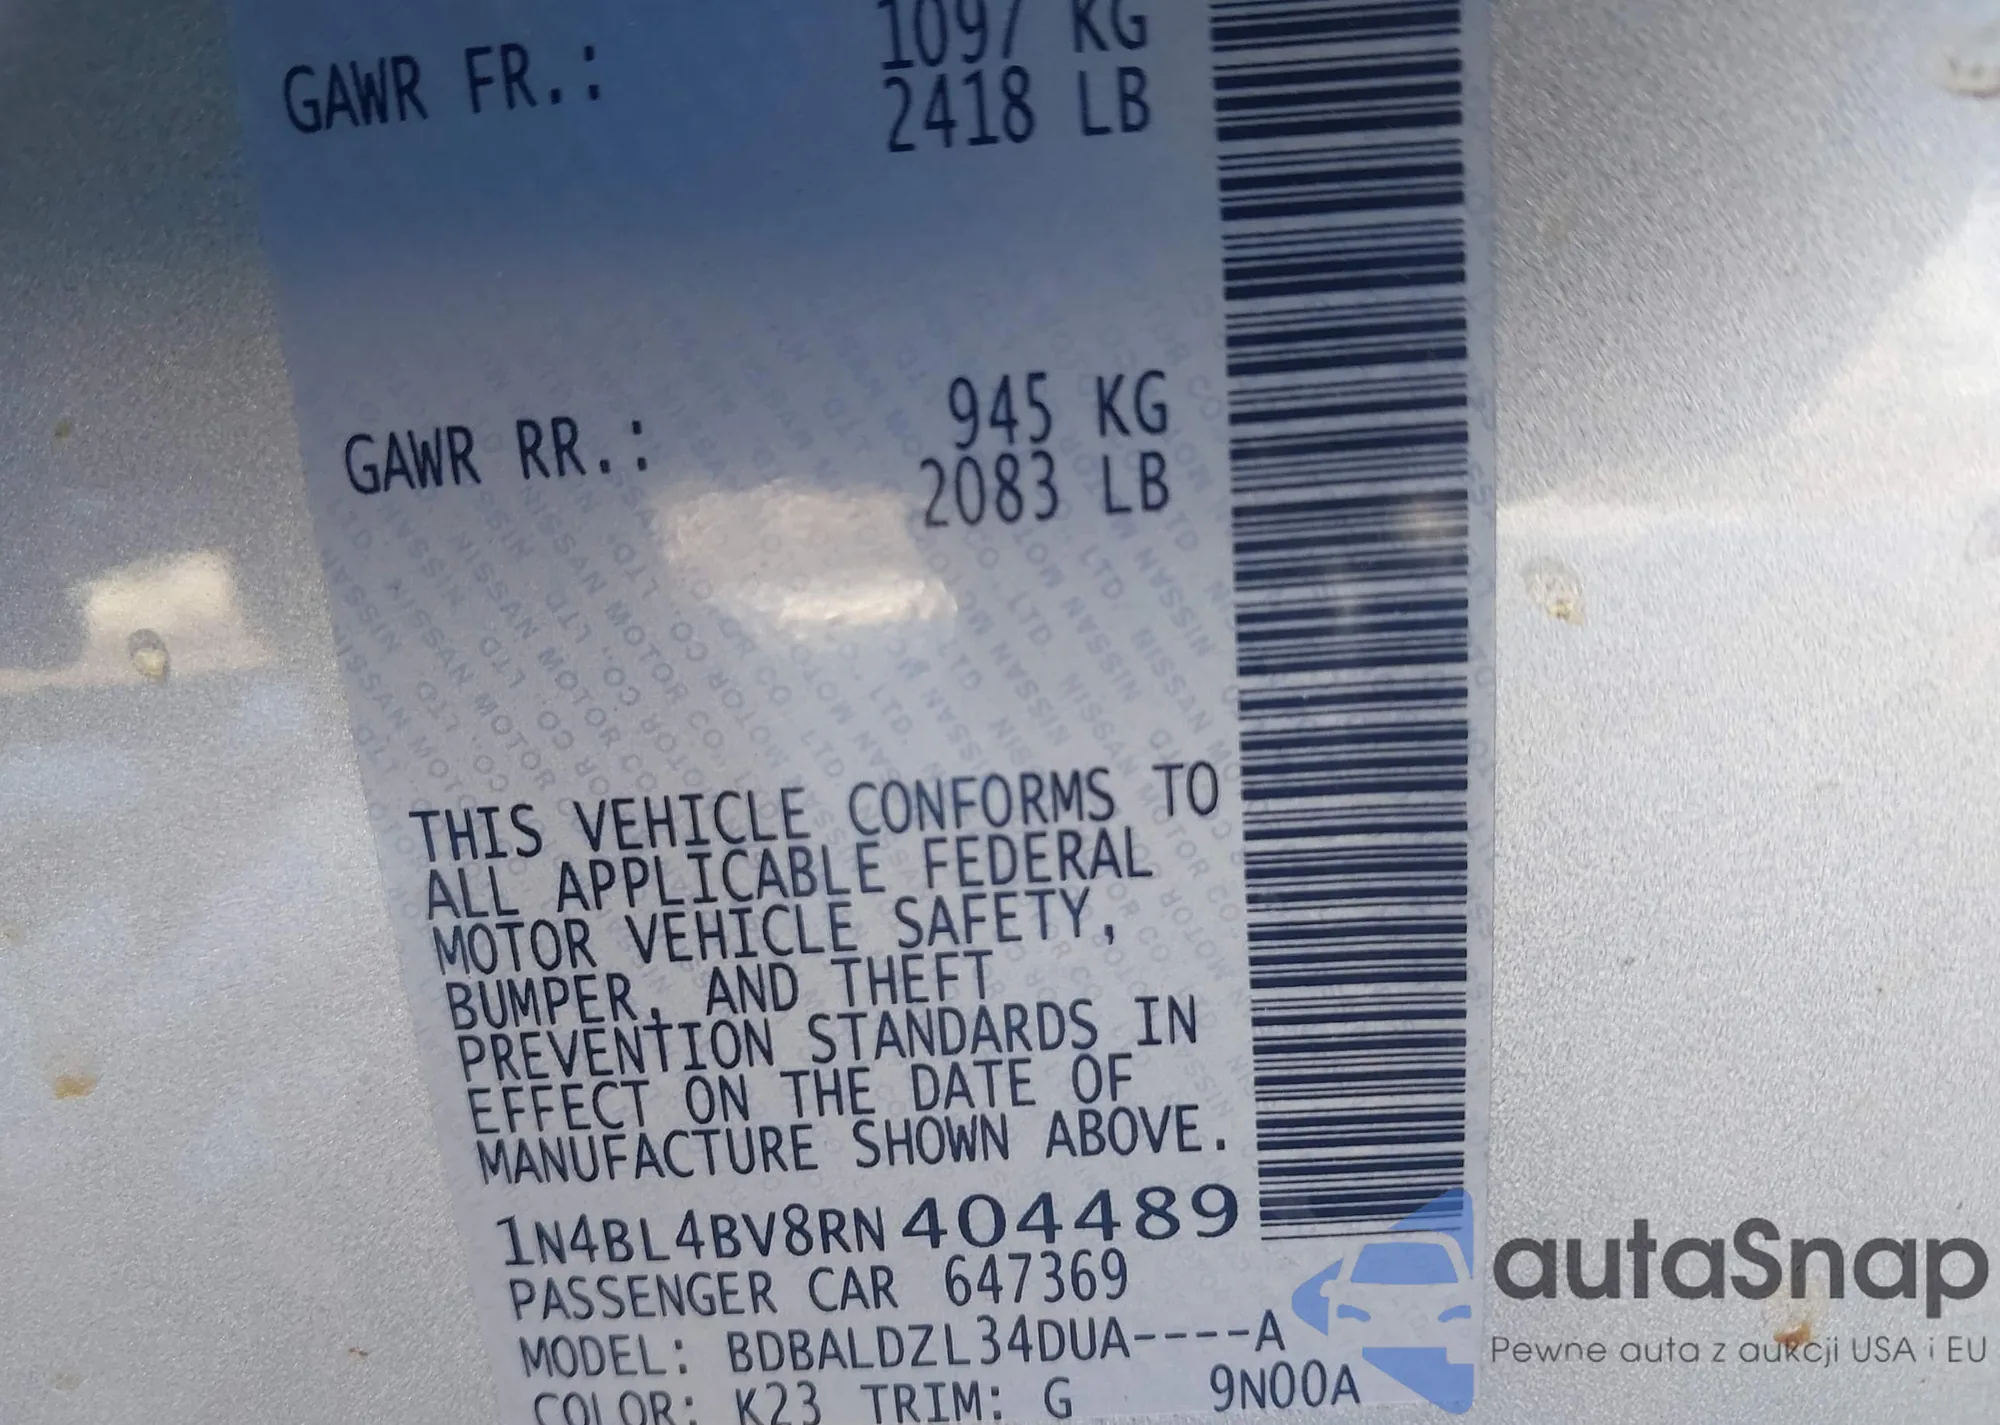 GAWR FR.: 1097 KG
2418 LB
GAWR RR.: 945 KG
2083 LB
THIS VEHICLE CONFORMS TO
ALL APPLICABLE FEDERAL
MOTOR VEHICLE SAFETY,
BUMPER, AND THEFT
PREVENTION STANDARDS IN
EFFECT ON THE DATE OF
MANUFACTURE SHOWN ABOVE.
1N4BL4BV8RN404489
PASSENGER CAR 647369
MODEL: BDBALDZL34DUA----A
COLOR: K23 TRIM: G 9N00A
autaSnap
Pewne auta z aukcji USA i EU